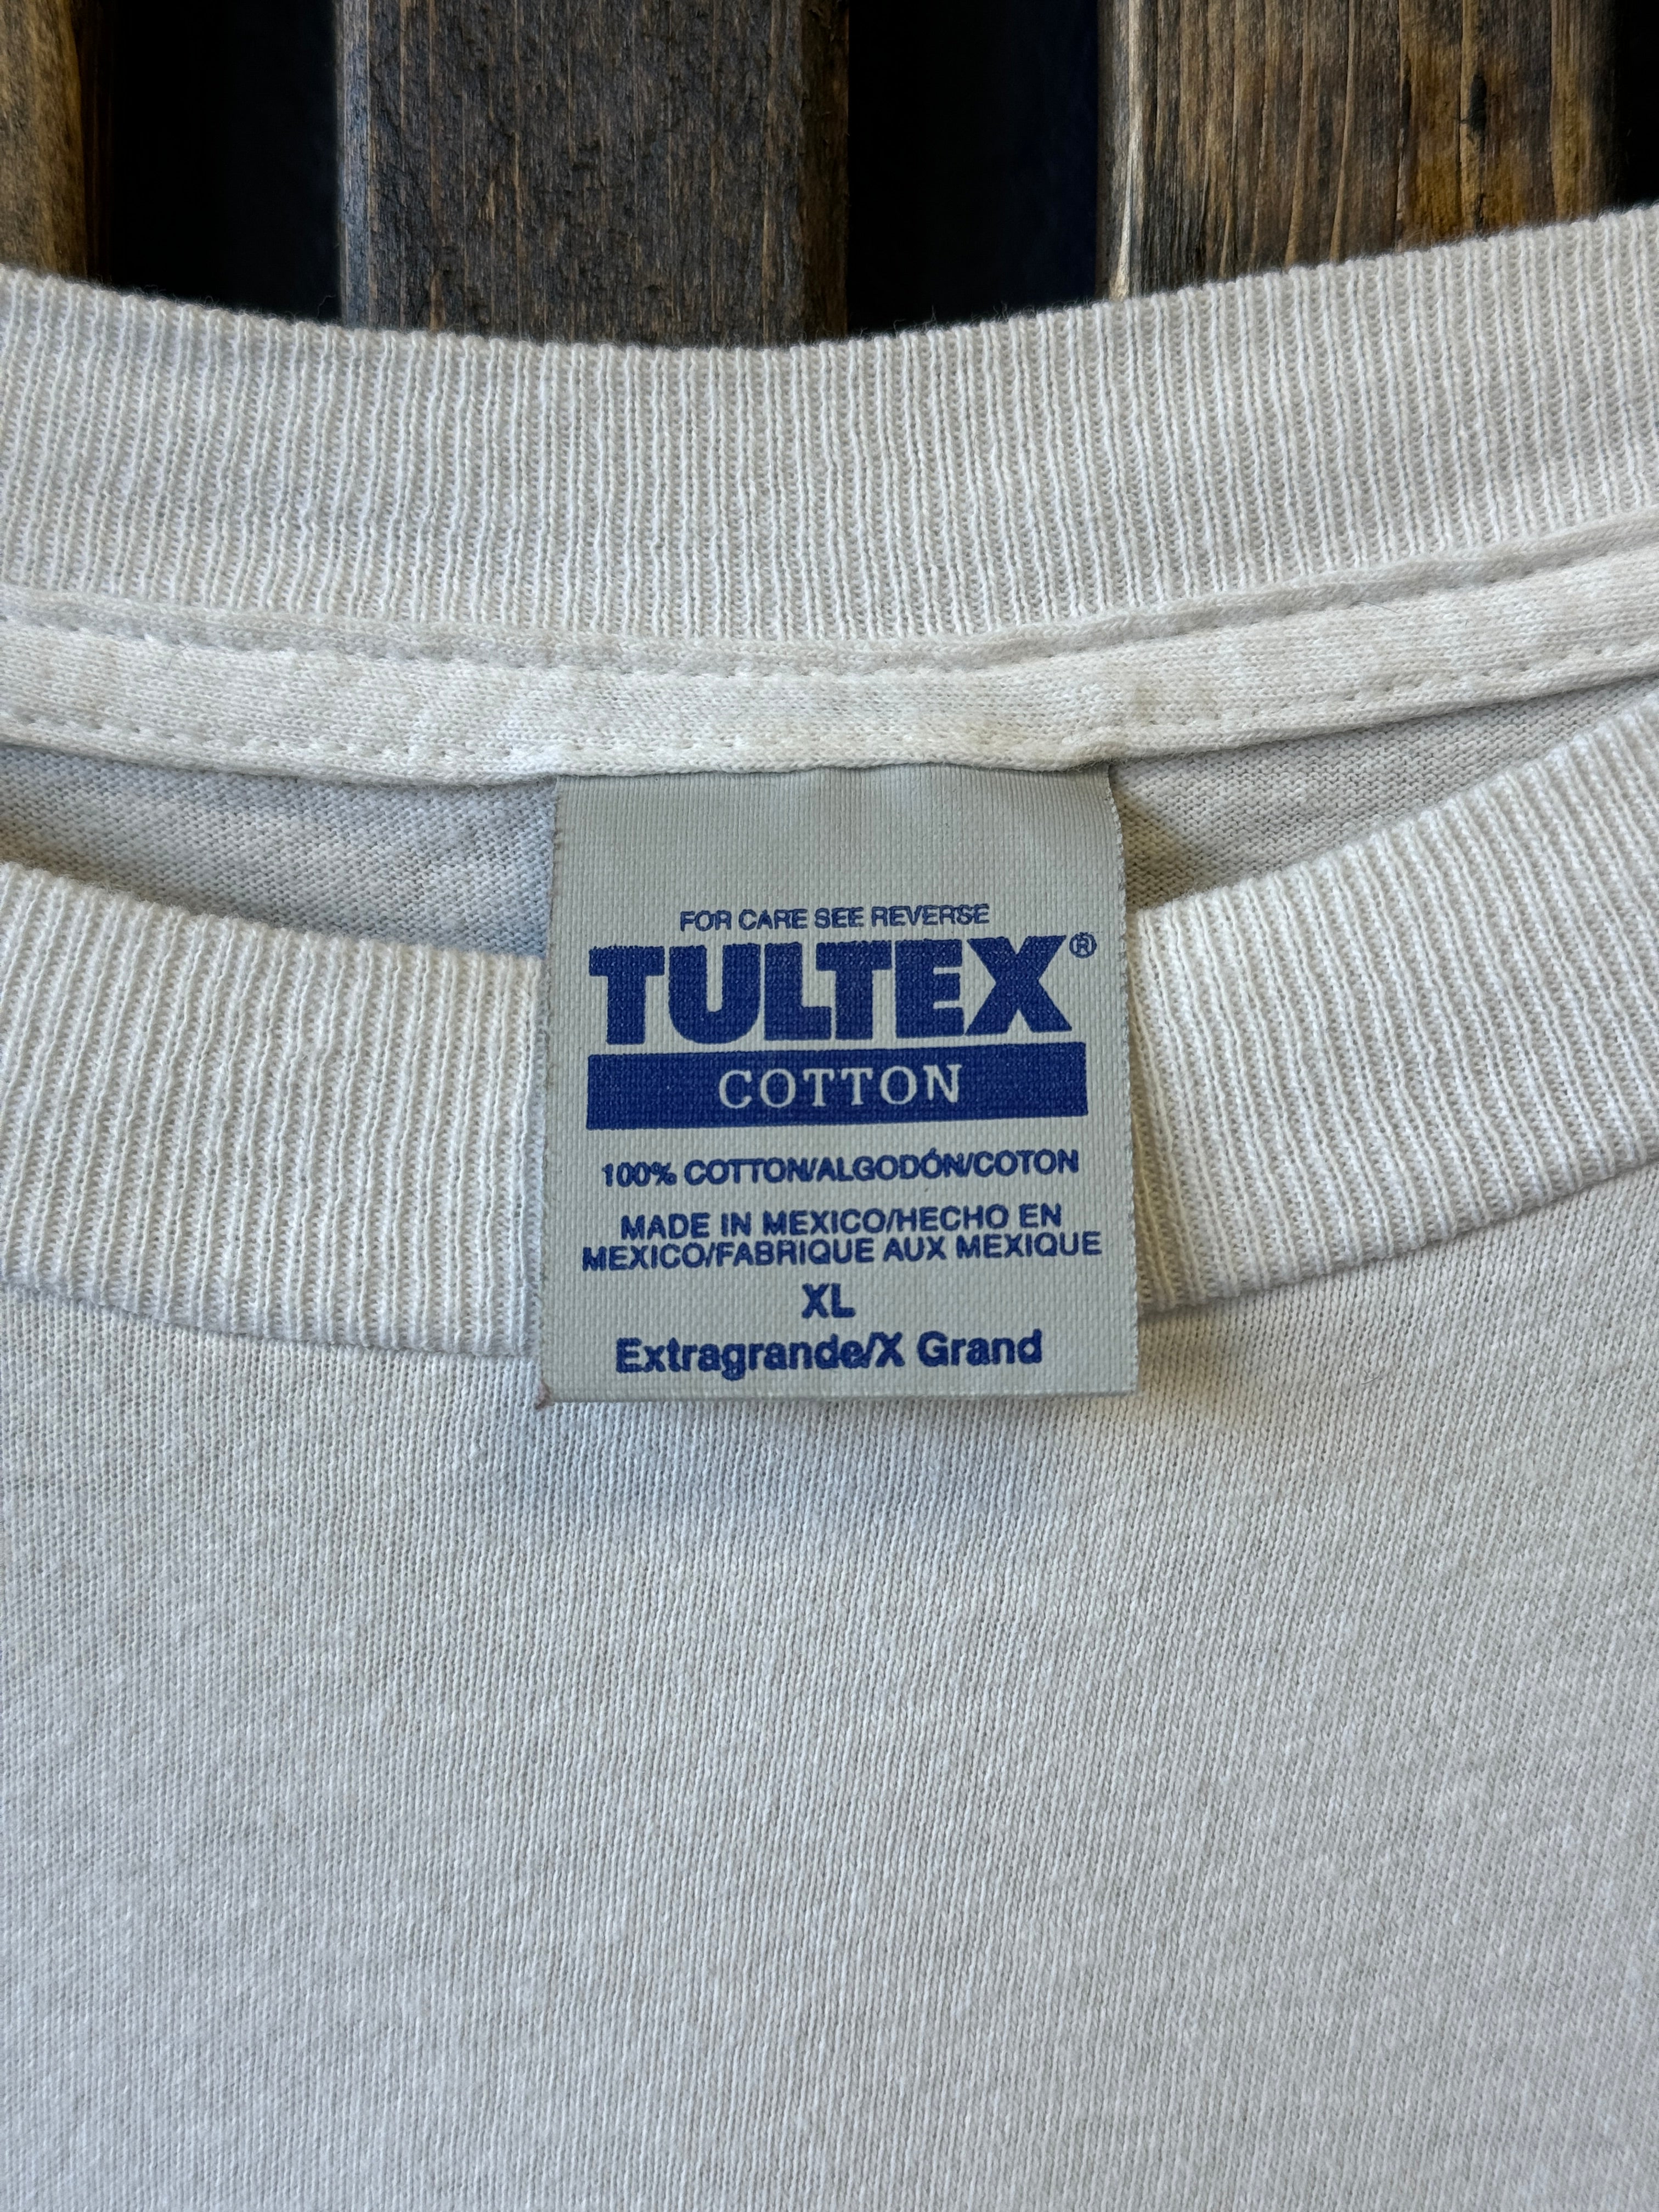 FOR CARE SEE REVERSE
TULTEX®
COTTON
100% COTTON/ALGODÓN/COTON
MADE IN MEXICO/HECHO EN
MEXICO/FABRIQUE AUX MEXIQUE
XL
Extragrande/X Grand